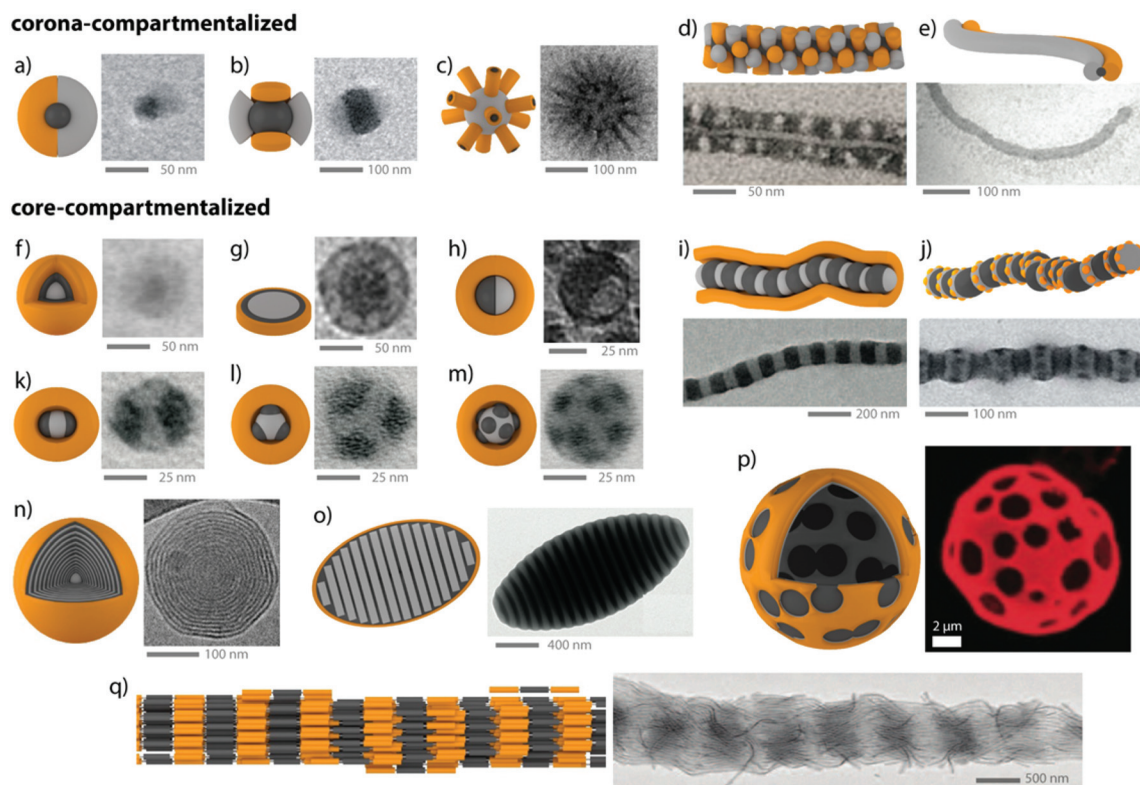 corona-compartmentalized
a)
50 nm
b)
100 nm
c)
100 nm
d)
50 nm
e)
100 nm
core-compartmentalized
f)
50 nm
g)
50 nm
h)
25 nm
i)
200 nm
j)
100 nm
k)
25 nm
l)
25 nm
m)
25 nm
n)
100 nm
o)
400 nm
p)
2 μm
q)
500 nm